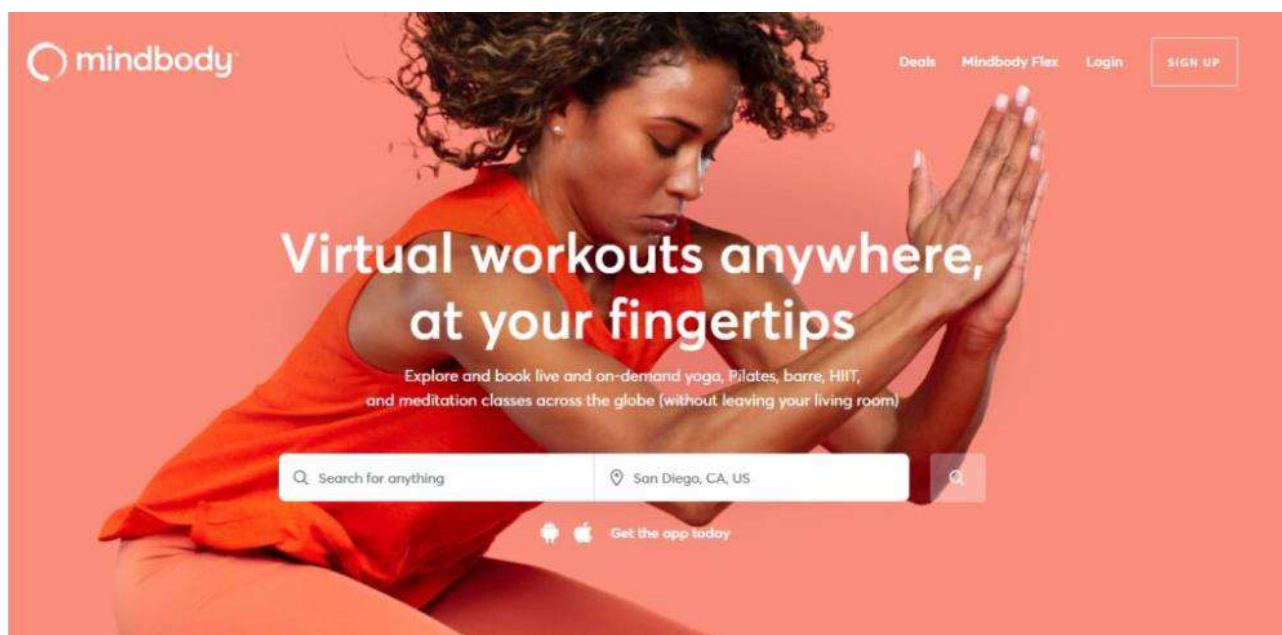 mindbody
Deals Mindbody Flex Login SIGN UP
Virtual workouts anywhere,
at your fingertips
Explore and book live and on-demand yoga, Pilates, barre, HIIT,
and meditation classes across the globe (without leaving your living room)
Search for anything San Diego, CA, US
Get the app today